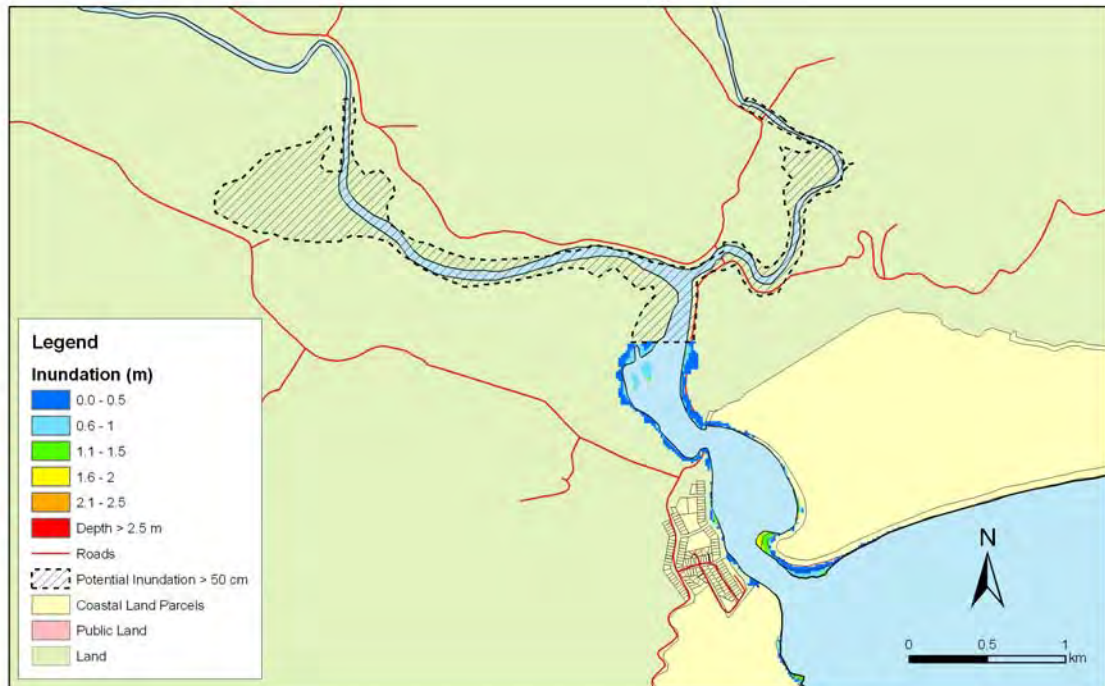 Legend
Inundation (m)
0.0 - 0.5
0.6 - 1
1.1 - 1.5
1.6 - 2
2.1 - 2.5
Depth > 2.5 m
Roads
Potential Inundation > 50 cm
Coastal Land Parcels
Public Land
Land
N
0 0.5 1
km